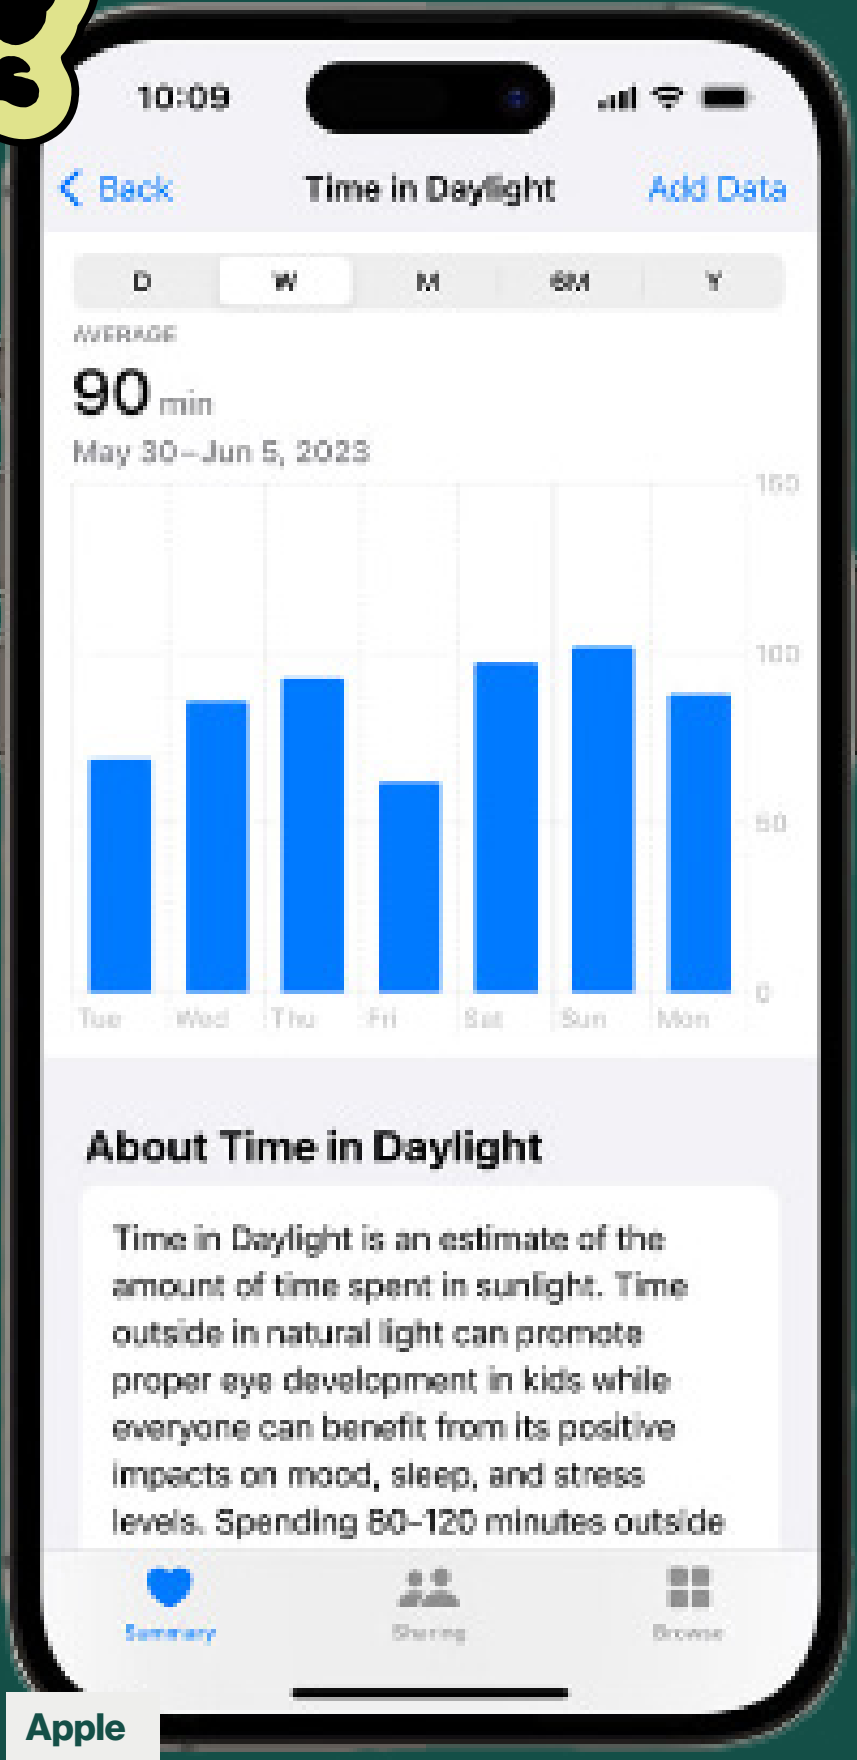 10:09
Back Time in Daylight Add Data
D W M 6M Y
AVERAGE
90 min
May 30–Jun 5, 2023
150
100
50
0
Tue Wed Thu Fri Sat Sun Mon
About Time in Daylight
Time in Daylight is an estimate of the
amount of time spent in sunlight. Time
outside in natural light can promote
proper eye development in kids while
everyone can benefit from its positive
impacts on mood, sleep, and stress
levels. Spending 80–120 minutes outside
Summary Sharing Browse
Apple